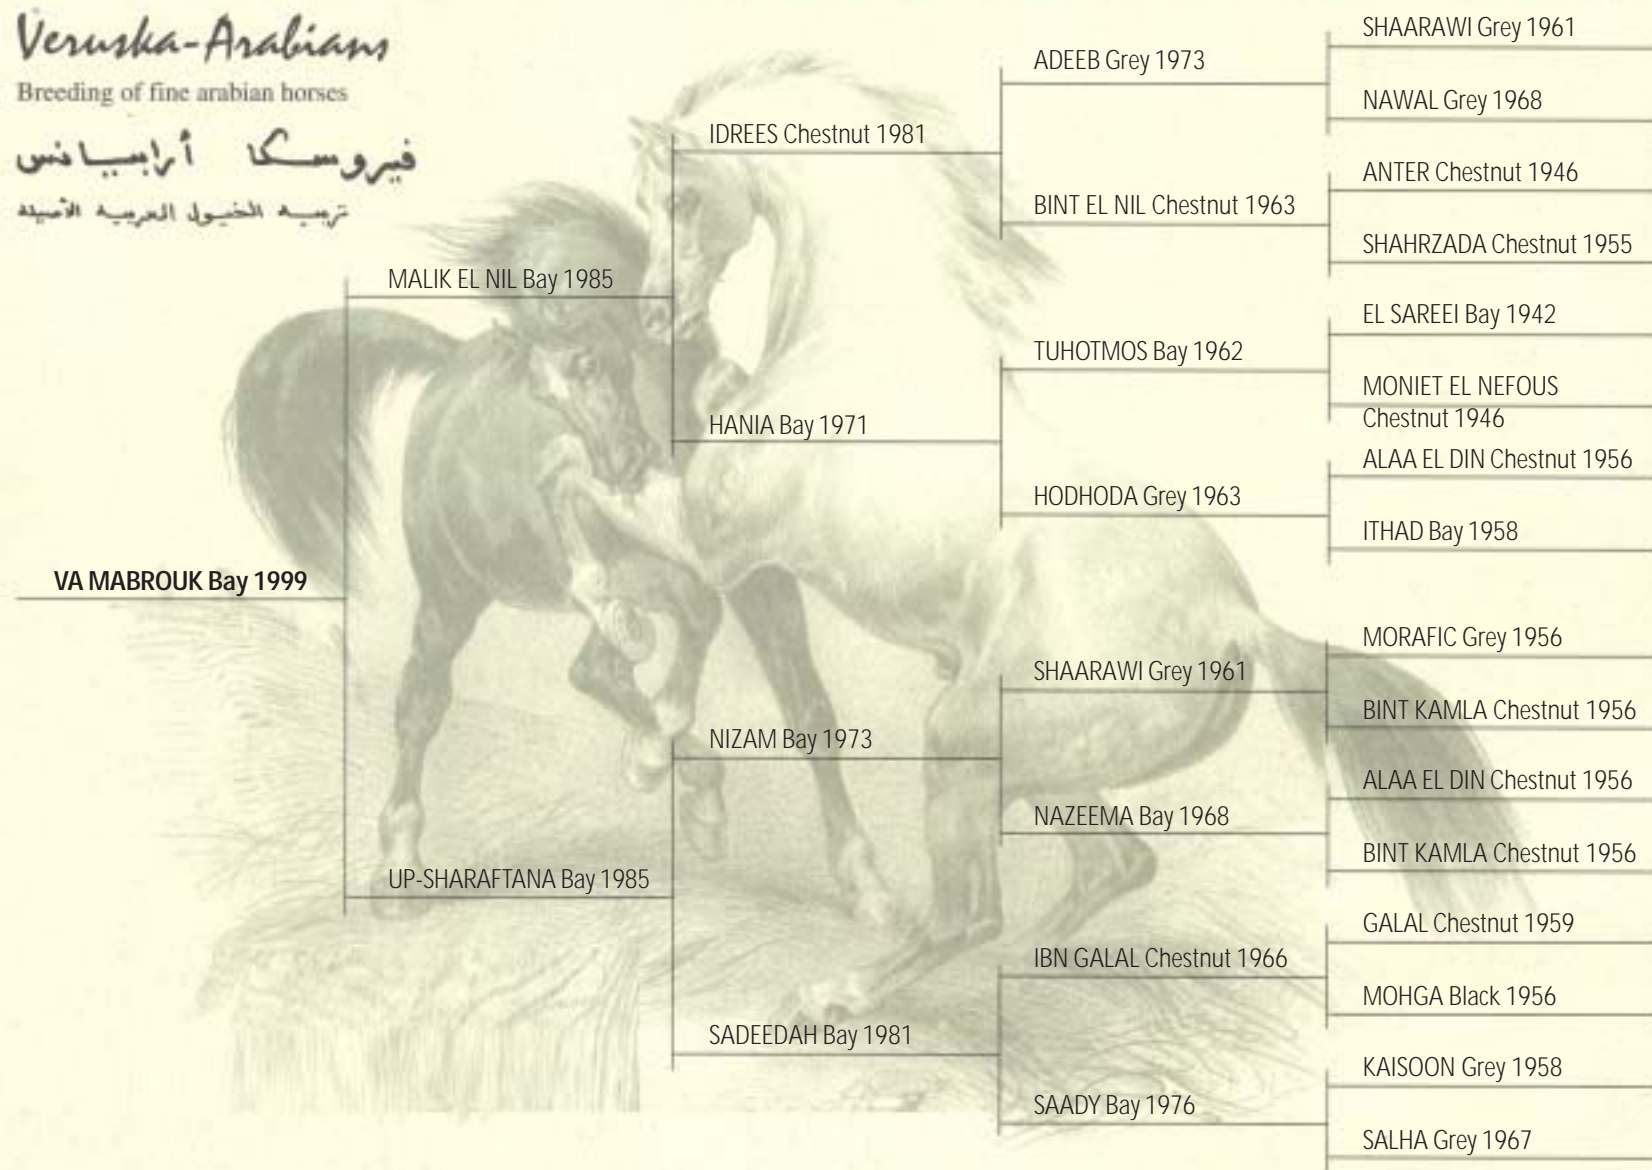 Veruska-Arabians
Breeding of fine arabian horses
فيروسكا أرابيانس
تربيه الخيول العربيه الأصيله
VA MABROUK Bay 1999
MALIK EL NIL Bay 1985
UP-SHARAFTANA Bay 1985
IDREES Chestnut 1981
HANIA Bay 1971
NIZAM Bay 1973
SADEEDAH Bay 1981
ADEEB Grey 1973
BINT EL NIL Chestnut 1963
TUHOTMOS Bay 1962
HODHODA Grey 1963
SHAARAWI Grey 1961
NAZEEMA Bay 1968
IBN GALAL Chestnut 1966
SAADY Bay 1976
SHAARAWI Grey 1961
NAWAL Grey 1968
ANTER Chestnut 1946
SHAHRZADA Chestnut 1955
EL SAREEI Bay 1942
MONIET EL NEFOUS
Chestnut 1946
ALAA EL DIN Chestnut 1956
ITHAD Bay 1958
MORAFIC Grey 1956
BINT KAMLA Chestnut 1956
ALAA EL DIN Chestnut 1956
BINT KAMLA Chestnut 1956
GALAL Chestnut 1959
MOHGA Black 1956
KAISOON Grey 1958
SALHA Grey 1967